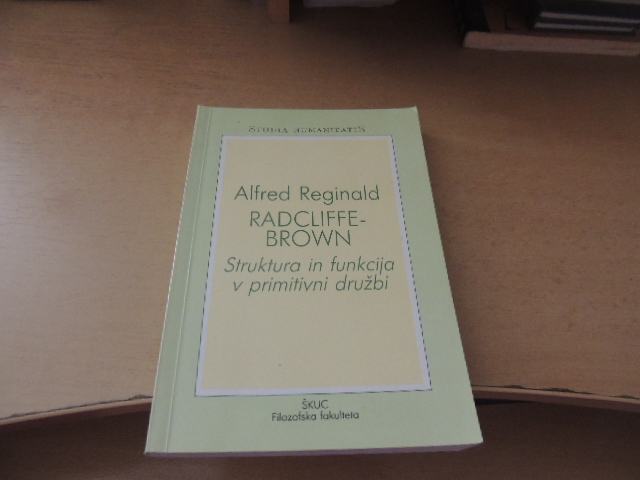 STUDIA HUMANITATIS
Alfred Reginald
RADCLIFFE-
BROWN
Struktura in funkcija
v primitivni družbi
ŠKUC
Filozofska fakulteta